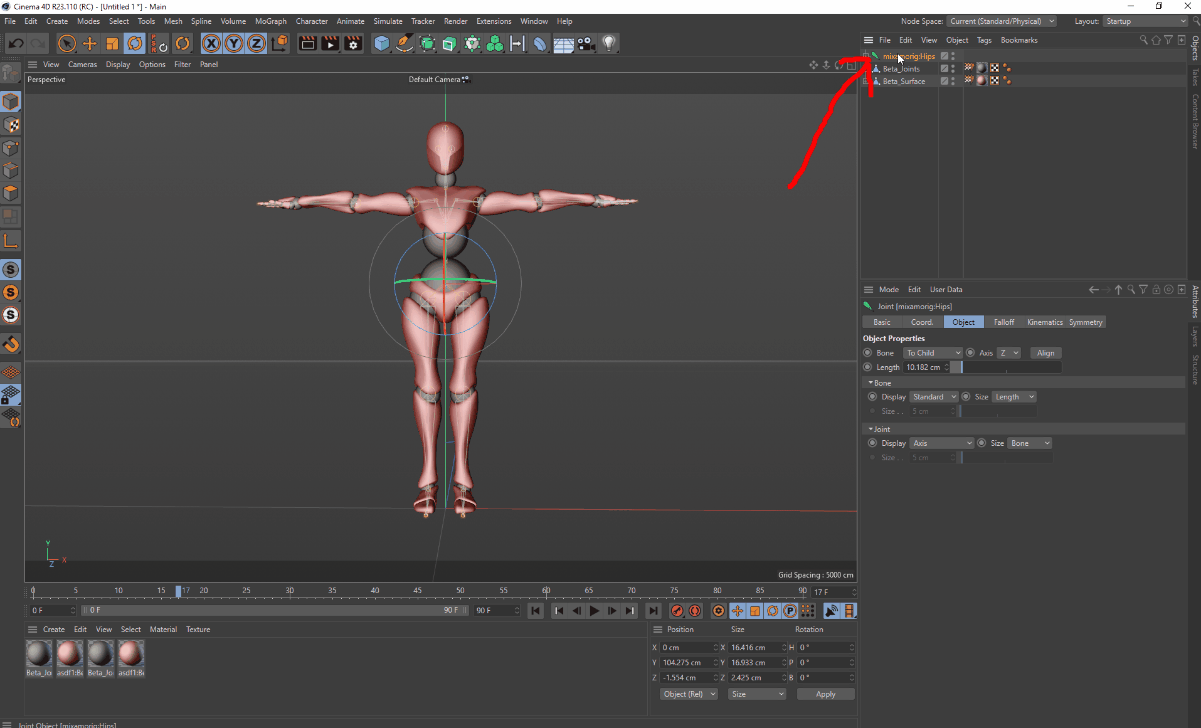 Cinema 4D R23.110 (RC) - [Untitled 1 *] - Main
File Edit Create Modes Select Tools Mesh Spline Volume MoGraph Character Animate Simulate Tracker Render Extensions Window Help Node Space: Current (Standard/Physical) Layout: Startup
X Y Z
File Edit View Object Tags Bookmarks
View Cameras Display Options Filter Panel
Perspective Default Camera
mixamorig:Hips
Beta_Joints
Beta_Surface
Objects
Takes
Content Browser
S
S
S
Mode Edit User Data
Attributes
Layers
Structure
Joint [mixamorig:Hips]
Basic Coord. Object Falloff Kinematics Symmetry
Object Properties
Bone To Child Axis Z Align
Length 10.182 cm
Bone
Display Standard Size Length
Size . . 5 cm
Joint
Display Axis Size Bone
Size . . 5 cm
Y X Z
Grid Spacing : 5000 cm
0 5 10 15 17 20 25 30 35 40 45 50 55 60 65 70 75 80 85 90 17 F
0 F 0 F 90 F 90 F
P
Create Edit View Select Material Texture
Beta_Jo asdf1:Be Beta_Jo asdf1:Be
Position Size Rotation
X 0 cm X 16.416 cm H 0 °
Y 104.275 cm Y 16.933 cm P 0 °
Z -1.554 cm Z 2.425 cm B 0 °
Object (Rel) Size Apply
Joint Object [mixamorig:Hips]